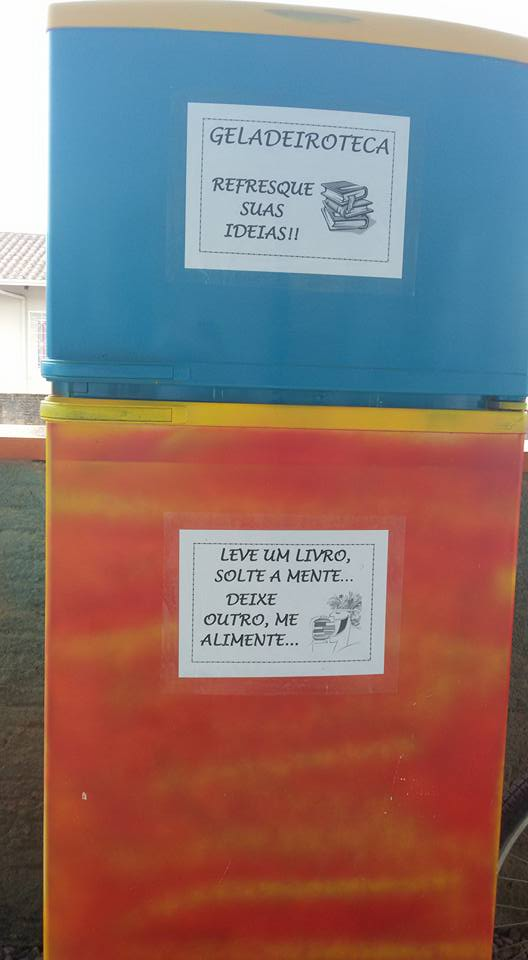 GELADEIROTECA
REFRESQUE
SUAS
IDEIAS!!
LEVE UM LIVRO,
SOLTE A MENTE...
DEIXE
OUTRO, ME
ALIMENTE...